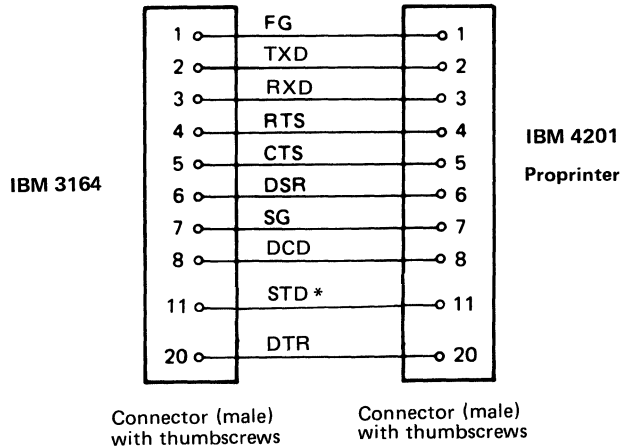 FG
1 1
TXD
2 2
RXD
3 3
RTS
4 4
IBM 4201
CTS
5 5
Proprinter
IBM 3164
DSR
6 6
SG
7 7
DCD
8 8
STD *
11 11
DTR
20 20
Connector (male)
with thumbscrews
Connector (male)
with thumbscrews